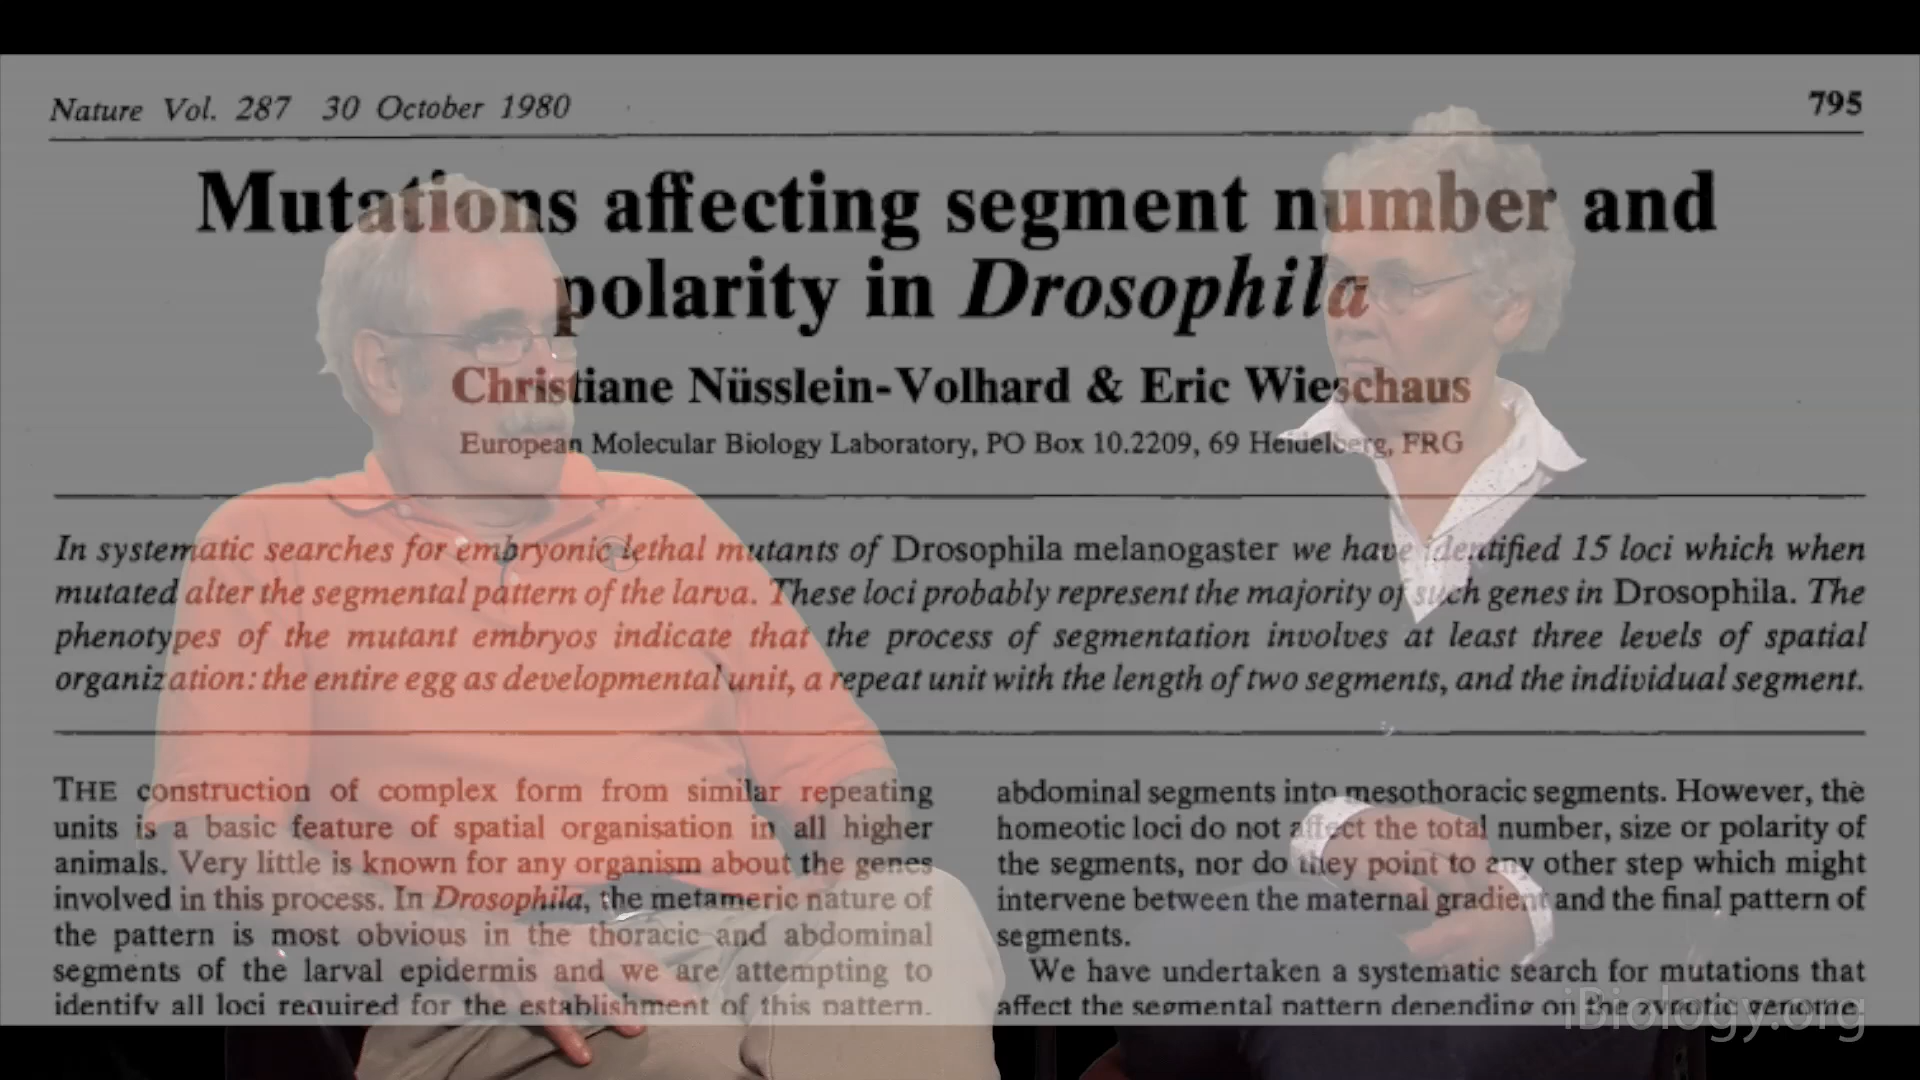 Nature Vol. 287 30 October 1980
795
Mutations affecting segment number and
polarity in Drosophila
Christiane Nüsslein-Volhard & Eric Wieschaus
European Molecular Biology Laboratory, PO Box 10.2209, 69 Heidelberg, FRG
In systematic searches for embryonic lethal mutants of Drosophila melanogaster we have identified 15 loci which when
mutated alter the segmental pattern of the larva. These loci probably represent the majority of such genes in Drosophila. The
phenotypes of the mutant embryos indicate that the process of segmentation involves at least three levels of spatial
organization: the entire egg as developmental unit, a repeat unit with the length of two segments, and the individual segment.
THE construction of complex form from similar repeating
units is a basic feature of spatial organisation in all higher
animals. Very little is known for any organism about the genes
involved in this process. In Drosophila, the metameric nature of
the pattern is most obvious in the thoracic and abdominal
segments of the larval epidermis and we are attempting to
identify all loci required for the establishment of this pattern.
abdominal segments into mesothoracic segments. However, the
homeotic loci do not affect the total number, size or polarity of
the segments, nor do they point to any other step which might
intervene between the maternal gradient and the final pattern of
segments.
We have undertaken a systematic search for mutations that
affect the segmental pattern depending on the zygotic genome.
iBiology.org